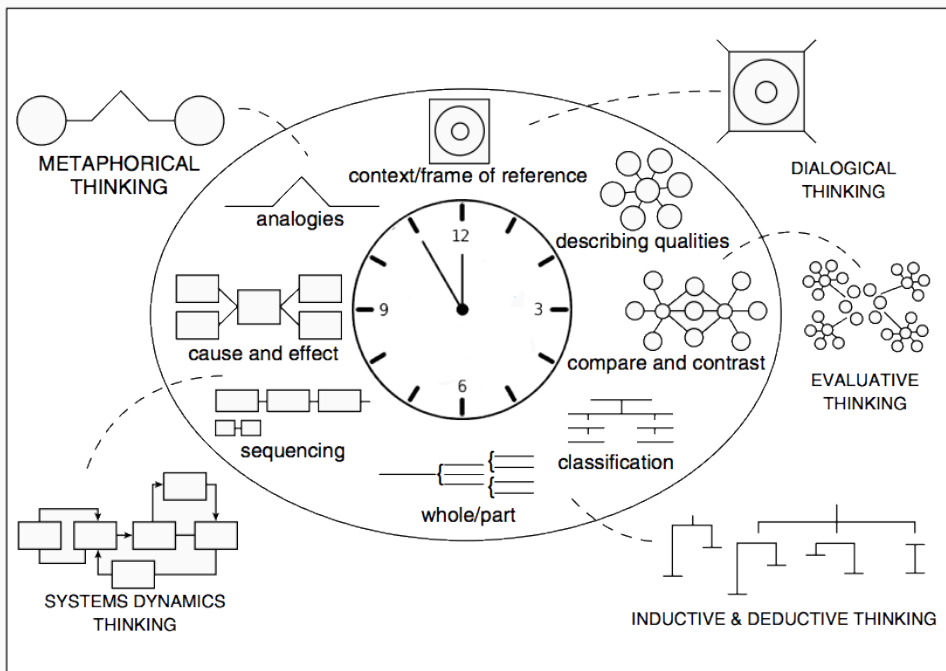 METAPHORICAL
THINKING
DIALOGICAL
THINKING
context/frame of reference
analogies
describing qualities
12
9
3
6
cause and effect
compare and contrast
EVALUATIVE
THINKING
sequencing
classification
whole/part
SYSTEMS DYNAMICS
THINKING
INDUCTIVE & DEDUCTIVE THINKING